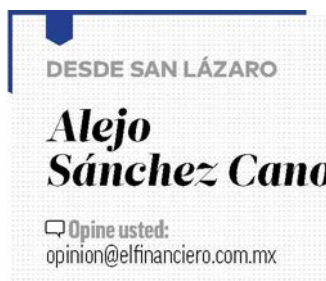 DESDE SAN LÁZARO
Alejo
Sánchez Cano
Opine usted:
opinion@elfinanciero.com.mx